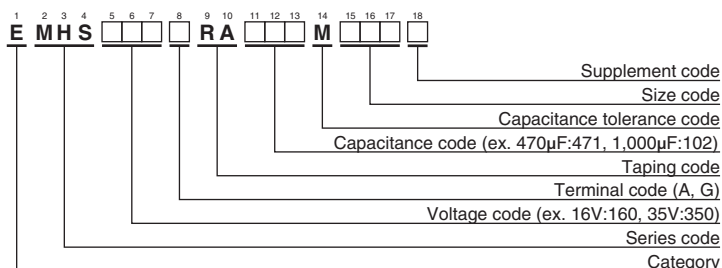 1 2 3 4 5 6 7 8 9 10 11 12 13 14 15 16 17 18
E M H S R A M
Supplement code
Size code
Capacitance tolerance code
Capacitance code (ex. 470µF:471, 1,000µF:102)
Taping code
Terminal code (A, G)
Voltage code (ex. 16V:160, 35V:350)
Series code
Category